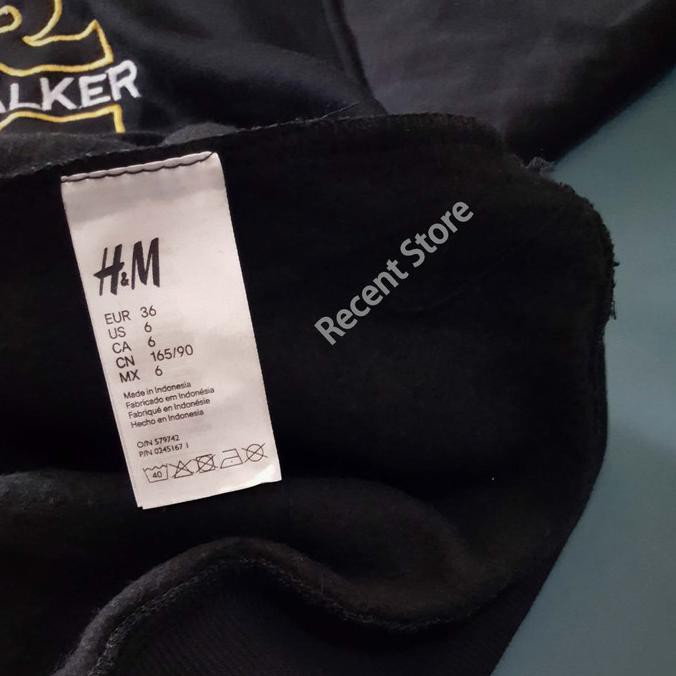 ALKER
H&M
EUR 36
US 6
CA 6
CN 165/90
MX 6
Made in Indonesia
Fabricado em Indonésia
Fabriqué en Indonésie
Hecho en Indonesia
O/N 579742
P/N 0245167 1
40
Recent Store